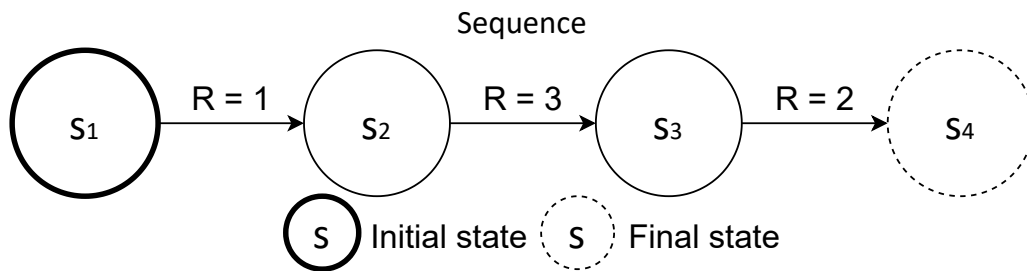 Sequence
R = 1 R = 3 R = 2
S1 S2 S3 S4
S Initial state S Final state